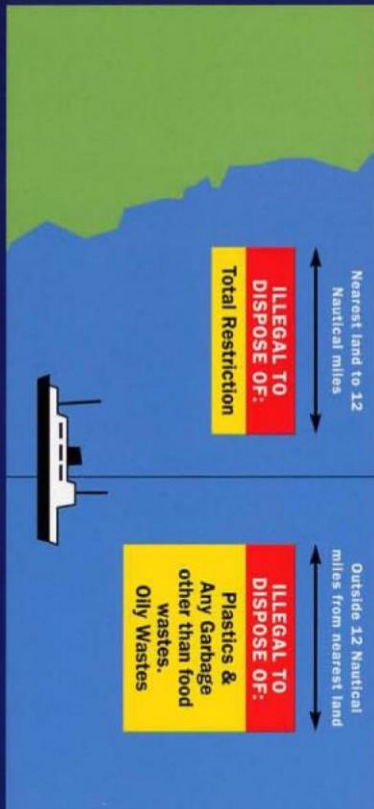 Nearest land to 12
Nautical miles
ILLEGAL TO
DISPOSE OF:
Total Restriction
Outside 12 Nautical
miles from nearest land
ILLEGAL TO
DISPOSE OF:
Plastics &
Any Garbage
other than food
wastes.
Oily Wastes